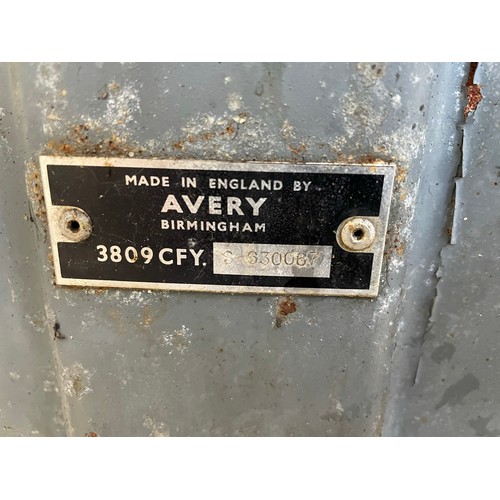 MADE IN ENGLAND BY
AVERY
BIRMINGHAM
3809 CFY.